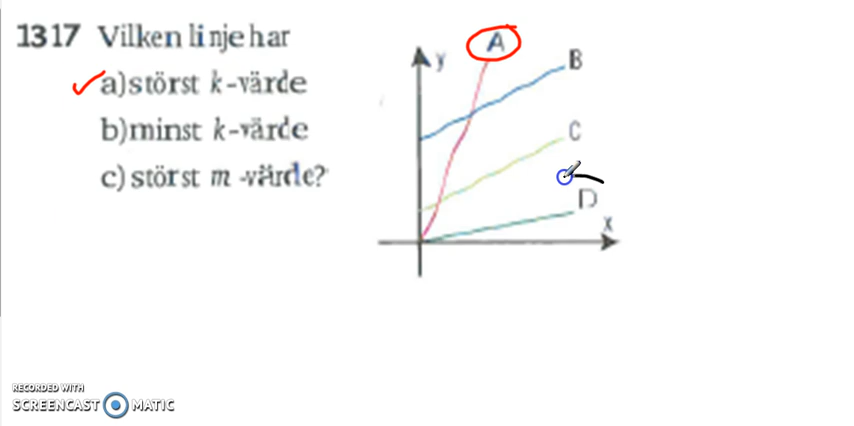 1317 Vilken linje har
a) störst k-värde
b) minst k-värde
c) störst m-värde?
A
B
y
C
D
x
RECORDED WITH
SCREENCAST MATIC